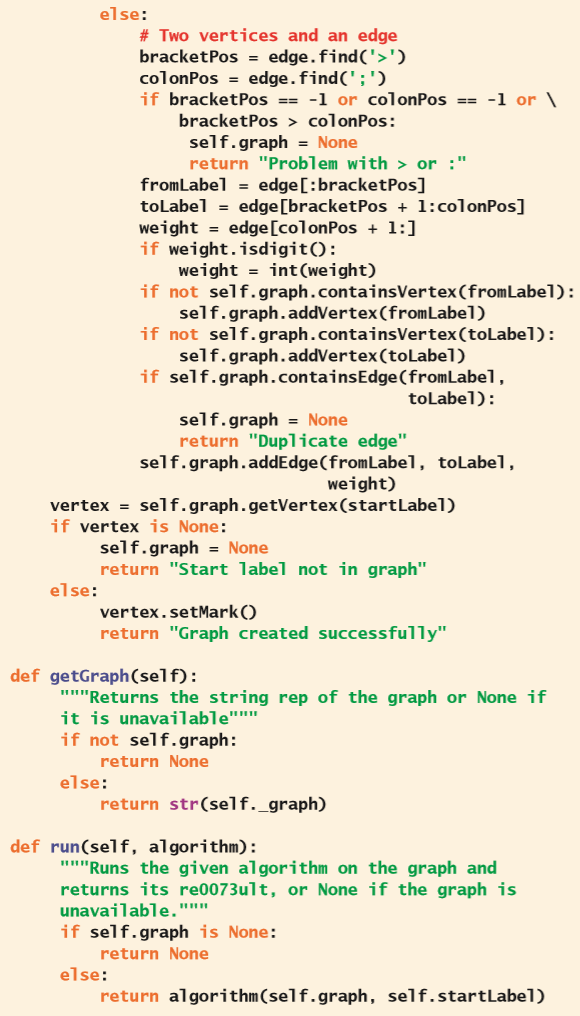 else:
# Two vertices and an edge
bracketPos = edge.find('>')
colonPos = edge.find(';')
if bracketPos == -1 or colonPos == -1 or \
bracketPos > colonPos:
self.graph = None
return "Problem with > or :"
fromLabel = edge[:bracketPos]
toLabel = edge[bracketPos + 1:colonPos]
weight = edge[colonPos + 1:]
if weight.isdigit():
weight = int(weight)
if not self.graph.containsVertex(fromLabel):
self.graph.addVertex(fromLabel)
if not self.graph.containsVertex(toLabel):
self.graph.addVertex(toLabel)
if self.graph.containsEdge(fromLabel,
toLabel):
self.graph = None
return "Duplicate edge"
self.graph.addEdge(fromLabel, toLabel,
weight)
vertex = self.graph.getVertex(startLabel)
if vertex is None:
self.graph = None
return "Start label not in graph"
else:
vertex.setMark()
return "Graph created successfully"
def getGraph(self):
"""Returns the string rep of the graph or None if
it is unavailable"""
if not self.graph:
return None
else:
return str(self._graph)
def run(self, algorithm):
"""Runs the given algorithm on the graph and
returns its re0073ult, or None if the graph is
unavailable."""
if self.graph is None:
return None
else:
return algorithm(self.graph, self.startLabel)